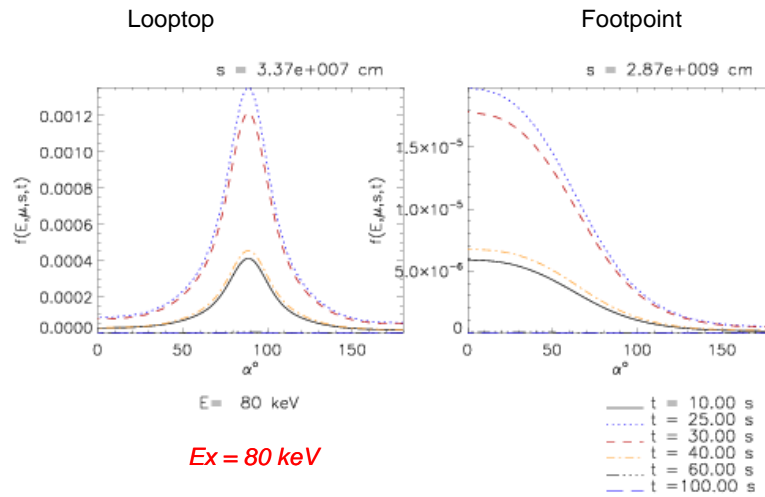 Looptop
Footpoint
s = 3.37e+007 cm
s = 2.87e+009 cm
f(E,μ,s,t)
0.0012
0.0010
0.0008
0.0006
0.0004
0.0002
0.0000
0 50 100 150
α°
f(E,μ,s,t)
1.5×10⁻⁵
1.0×10⁻⁵
5.0×10⁻⁶
0
0 50 100 150
α°
E= 80 keV
Ex = 80 keV
t = 10.00 s
t = 25.00 s
t = 30.00 s
t = 40.00 s
t = 60.00 s
t =100.00 s